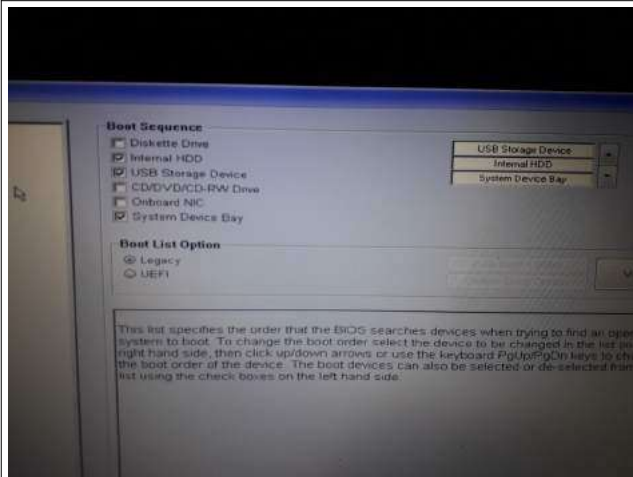 Boot Sequence
Diskette Drive
Internal HDD
USB Storage Device
CD/DVD/CD-RW Drive
Onboard NIC
System Device Bay
USB Storage Device
Internal HDD
System Device Bay
Boot List Option
Legacy
UEFI
This list specifies the order that the BIOS searches devices when trying to find an
system to boot. To change the boot order select the device to be changed in the list
right hand side, then click up/down arrows or use the keyboard PgUp/PgDn keys to
the boot order of the device. The boot devices can also be selected or de-selected from
list using the check boxes on the left hand side.